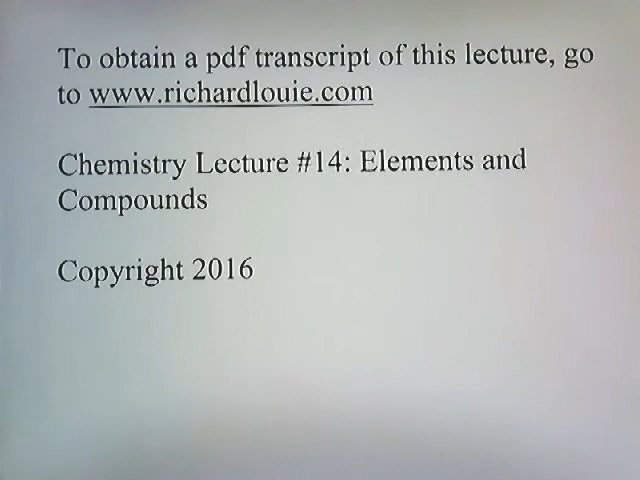 To obtain a pdf transcript of this lecture, go
to www.richardlouie.com
Chemistry Lecture #14: Elements and
Compounds
Copyright 2016